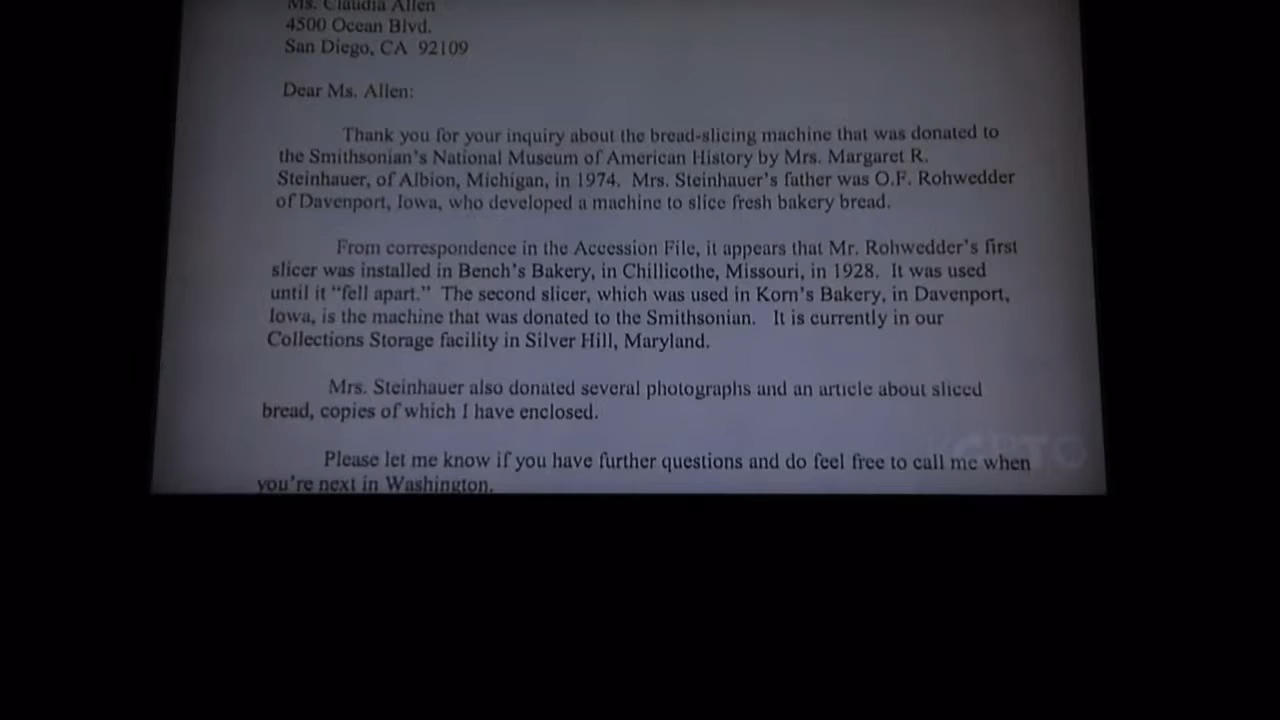 Ms. Claudia Allen
4500 Ocean Blvd.
San Diego, CA 92109
Dear Ms. Allen:
Thank you for your inquiry about the bread-slicing machine that was donated to
the Smithsonian's National Museum of American History by Mrs. Margaret R.
Steinhauer, of Albion, Michigan, in 1974. Mrs. Steinhauer's father was O.F. Rohwedder
of Davenport, Iowa, who developed a machine to slice fresh bakery bread.
From correspondence in the Accession File, it appears that Mr. Rohwedder's first
slicer was installed in Bench's Bakery, in Chillicothe, Missouri, in 1928. It was used
until it "fell apart." The second slicer, which was used in Korn's Bakery, in Davenport,
Iowa, is the machine that was donated to the Smithsonian. It is currently in our
Collections Storage facility in Silver Hill, Maryland.
Mrs. Steinhauer also donated several photographs and an article about sliced
bread, copies of which I have enclosed.
Please let me know if you have further questions and do feel free to call me when
you're next in Washington.